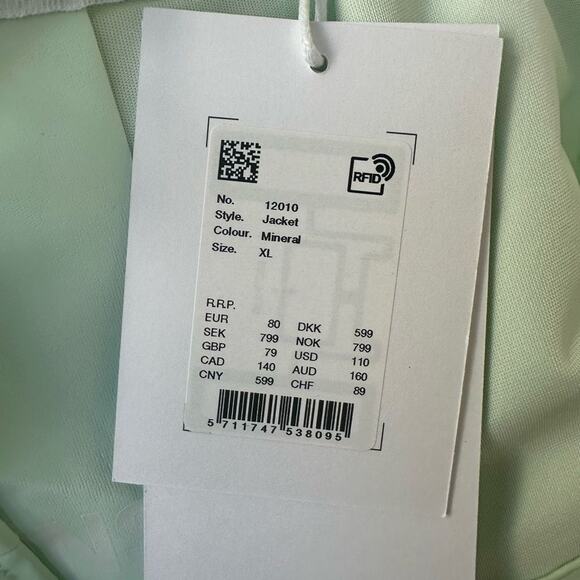 RFID
No. 12010
Style. Jacket
Colour. Mineral
Size. XL
R.R.P.
EUR 80 DKK 599
SEK 799 NOK 799
GBP 79 USD 110
CAD 140 AUD 160
CNY 599 CHF 89
5 711747 538095